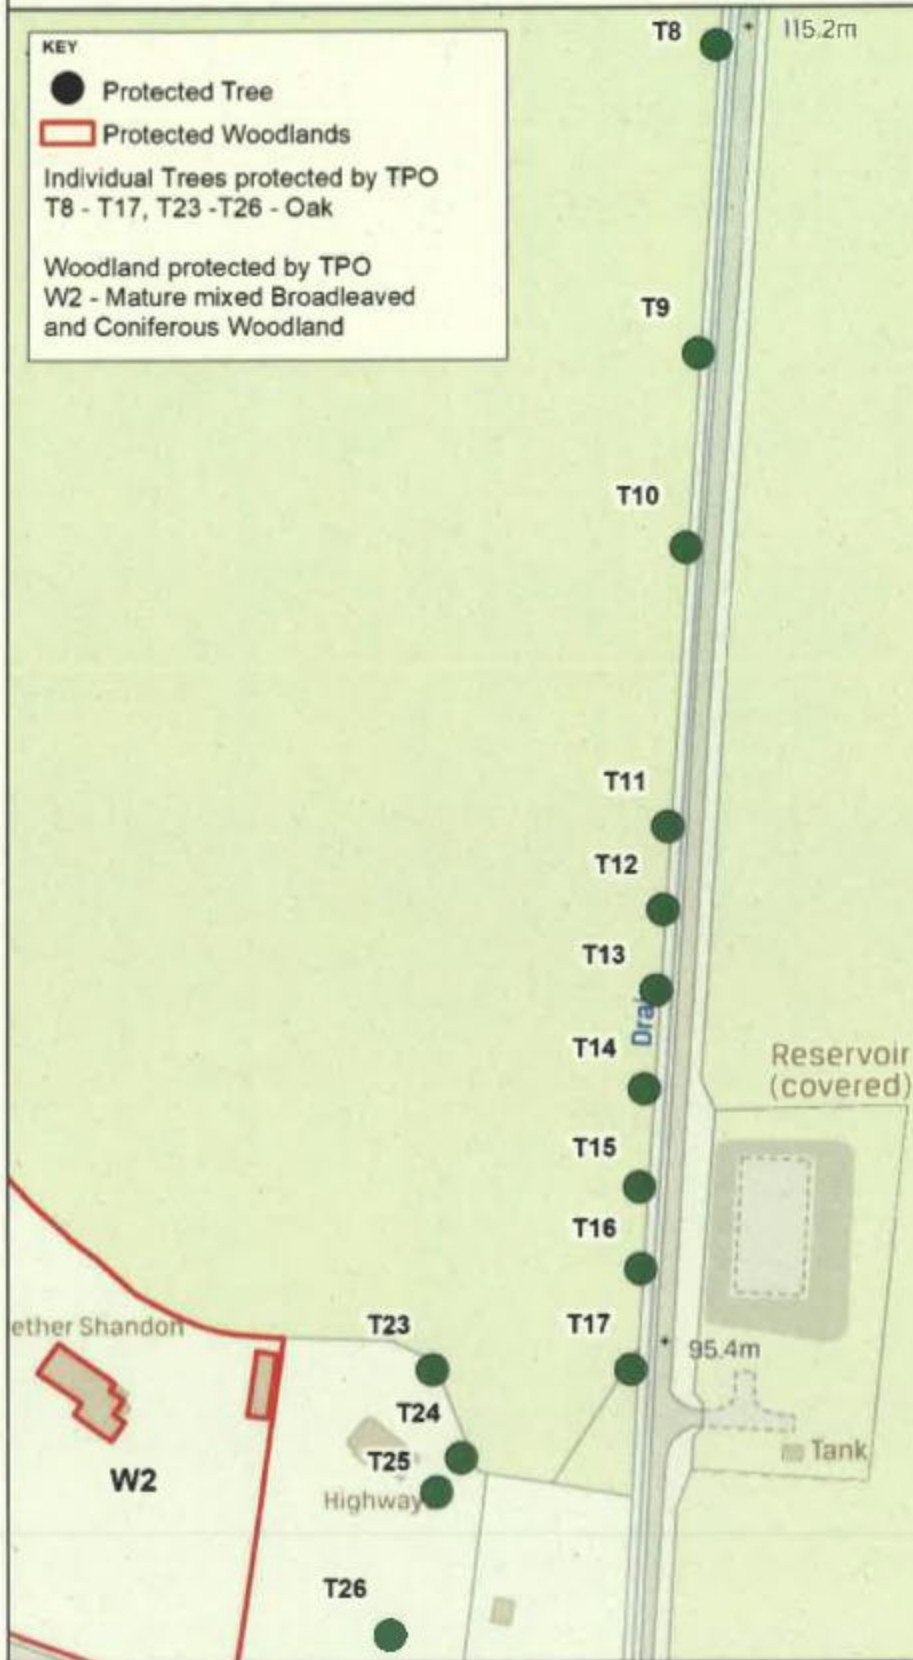 KEY
Protected Tree
Protected Woodlands
Individual Trees protected by TPO
T8 - T17, T23 -T26 - Oak
Woodland protected by TPO
W2 - Mature mixed Broadleaved
and Coniferous Woodland
T8
115.2m
T9
T10
T11
T12
T13
Drai
T14
Reservoir
(covered)
T15
T16
ether Shandon
T23
T17
95.4m
T24
T25
Tank
W2
Highway
T26